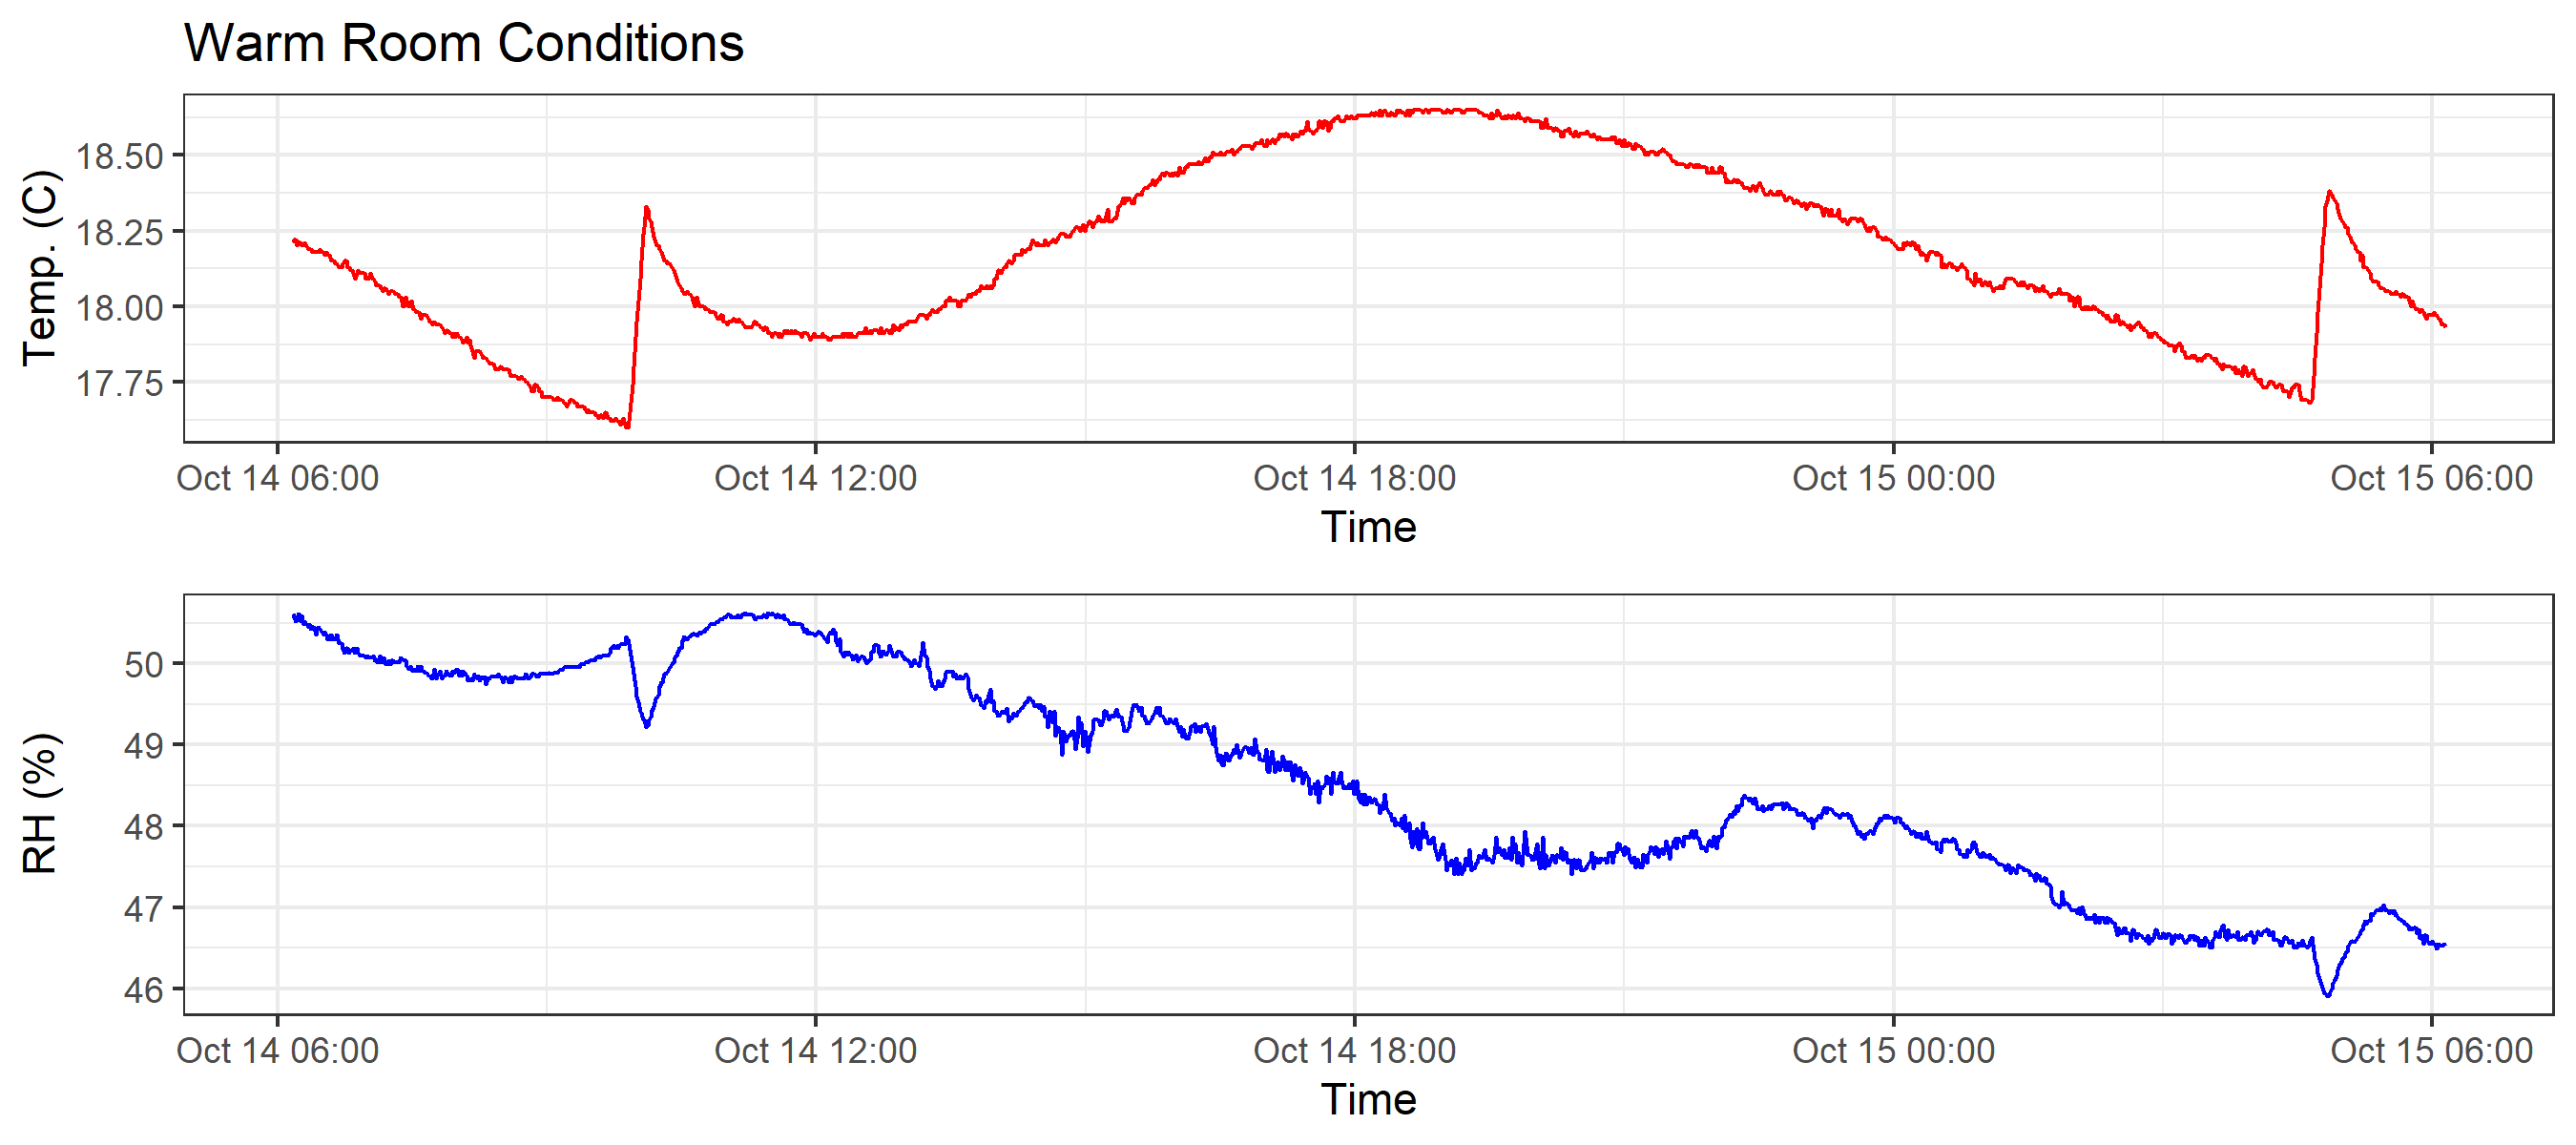 Warm Room Conditions
Temp. (C)
18.50
18.25
18.00
17.75
Oct 14 06:00 Oct 14 12:00 Oct 14 18:00 Oct 15 00:00 Oct 15 06:00
Time
RH (%)
50
49
48
47
46
Oct 14 06:00 Oct 14 12:00 Oct 14 18:00 Oct 15 00:00 Oct 15 06:00
Time